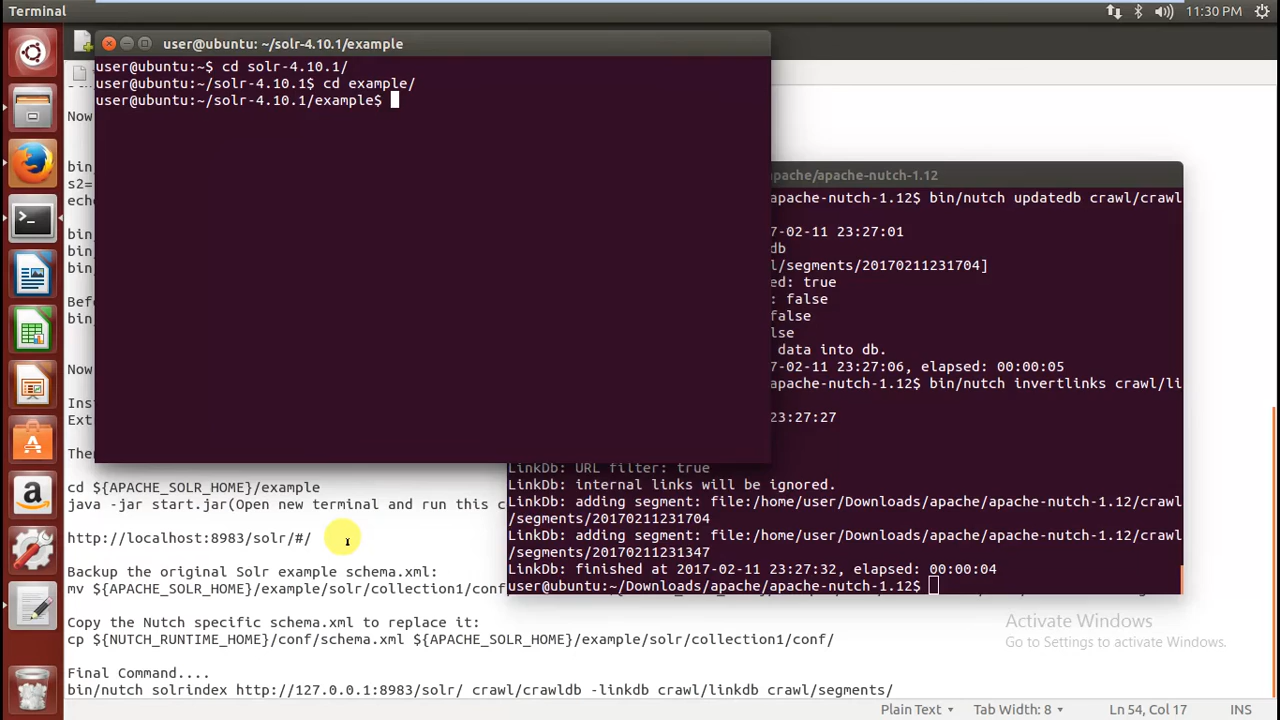 Terminal
11:30 PM
user@ubuntu: ~/solr-4.10.1/example
user@ubuntu:~$ cd solr-4.10.1/
user@ubuntu:~/solr-4.10.1$ cd example/
user@ubuntu:~/solr-4.10.1/example$
apache/apache-nutch-1.12
apache-nutch-1.12$ bin/nutch updatedb crawl/crawl
17-02-11 23:27:01
db
l/segments/20170211231704]
ed: true
: false
false
lse
data into db.
17-02-11 23:27:06, elapsed: 00:00:05
apache-nutch-1.12$ bin/nutch invertlinks crawl/li
23:27:27
LinkDb: URL filter: true
LinkDb: internal links will be ignored.
LinkDb: adding segment: file:/home/user/Downloads/apache/apache-nutch-1.12/crawl
/segments/20170211231704
LinkDb: adding segment: file:/home/user/Downloads/apache/apache-nutch-1.12/crawl
/segments/20170211231347
LinkDb: finished at 2017-02-11 23:27:32, elapsed: 00:00:04
user@ubuntu:~/Downloads/apache/apache-nutch-1.12$
Now
bin
s2=
echo
bin
bin
bin
Befo
bin
Now
Ins
Ext
Then
cd ${APACHE_SOLR_HOME}/example
java -jar start.jar(Open new terminal and run this c
http://localhost:8983/solr/#/
Backup the original Solr example schema.xml:
mv ${APACHE_SOLR_HOME}/example/solr/collection1/conf
Copy the Nutch specific schema.xml to replace it:
cp ${NUTCH_RUNTIME_HOME}/conf/schema.xml ${APACHE_SOLR_HOME}/example/solr/collection1/conf/
Final Command....
bin/nutch solrindex http://127.0.0.1:8983/solr/ crawl/crawldb -linkdb crawl/linkdb crawl/segments/
Activate Windows
Go to Settings to activate Windows.
Plain Text
Tab Width: 8
Ln 54, Col 17
INS